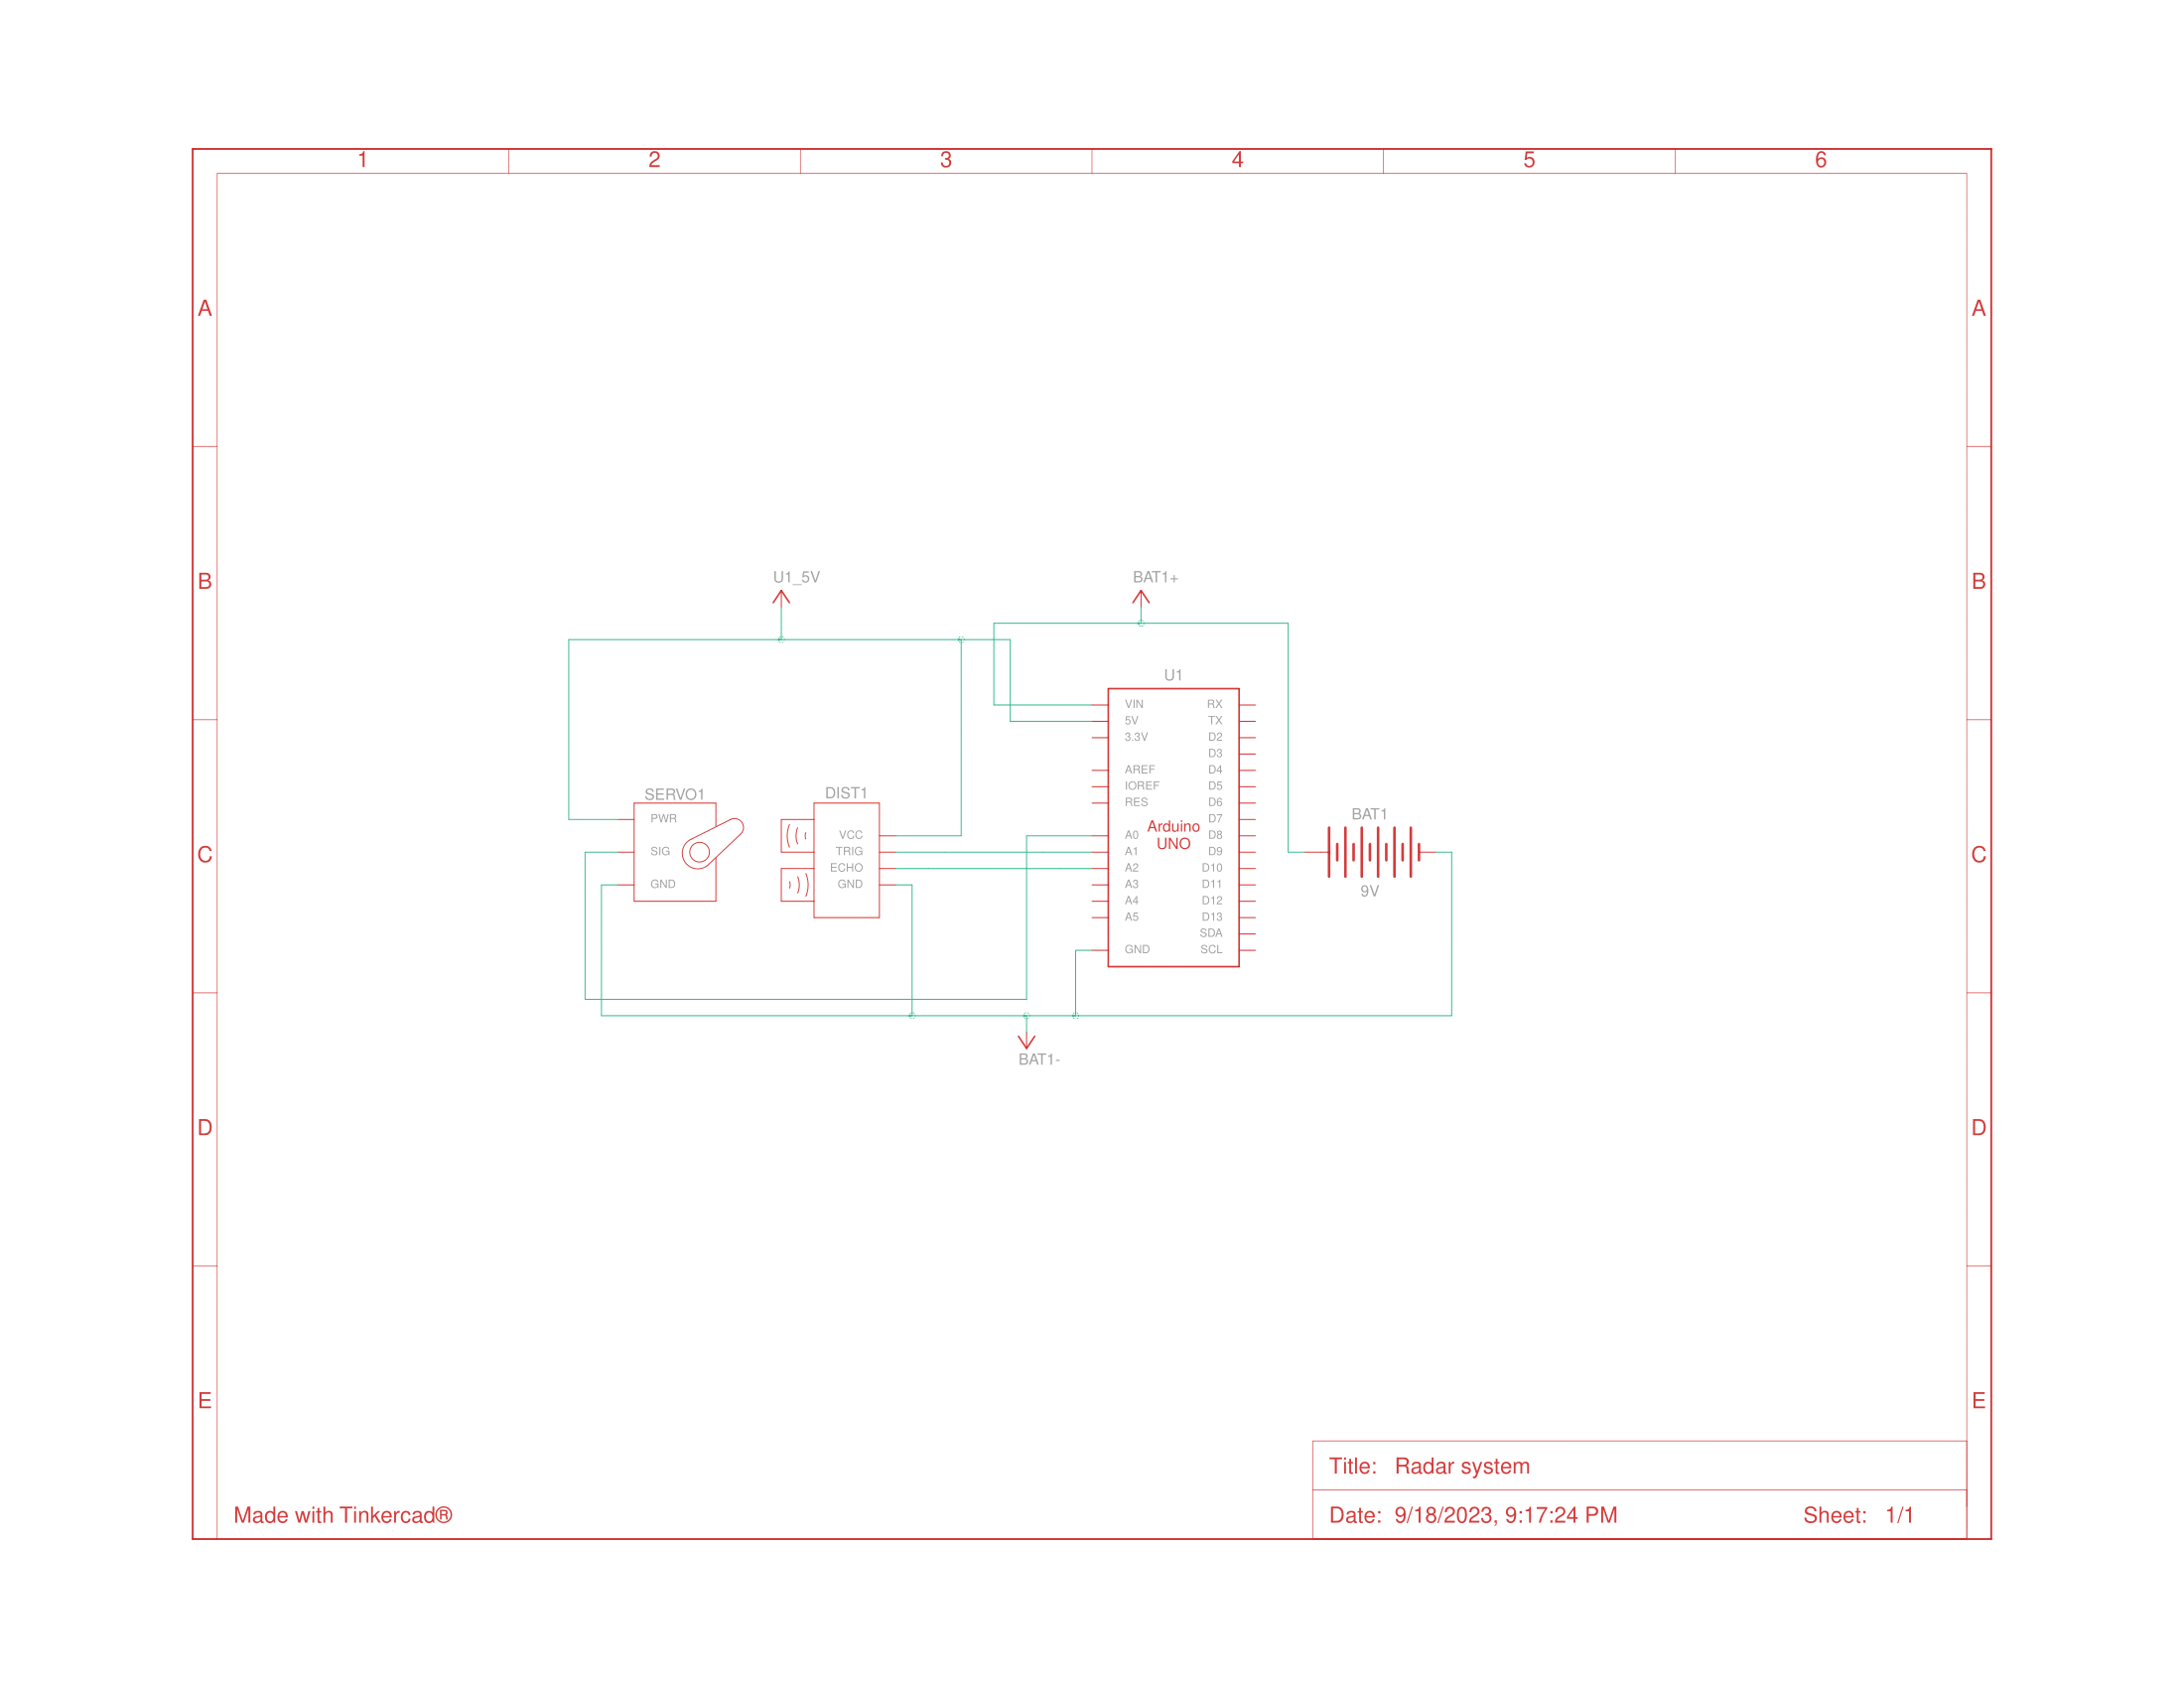 1 2 3 4 5 6
A A
B B
U1_5V BAT1+
U1
VIN RX
5V TX
3.3V D2
D3
AREF D4
IOREF D5
RES D6
D7
SERVO1 DIST1
PWR
BAT1
C C
VCC A0 D8
Arduino
UNO
SIG TRIG A1 D9
ECHO A2 D10
GND GND A3 D11
9V
A4 D12
A5 D13
SDA
GND SCL
BAT1-
D D
E E
Title: Radar system
Made with Tinkercad®
Date: 9/18/2023, 9:17:24 PM Sheet: 1/1